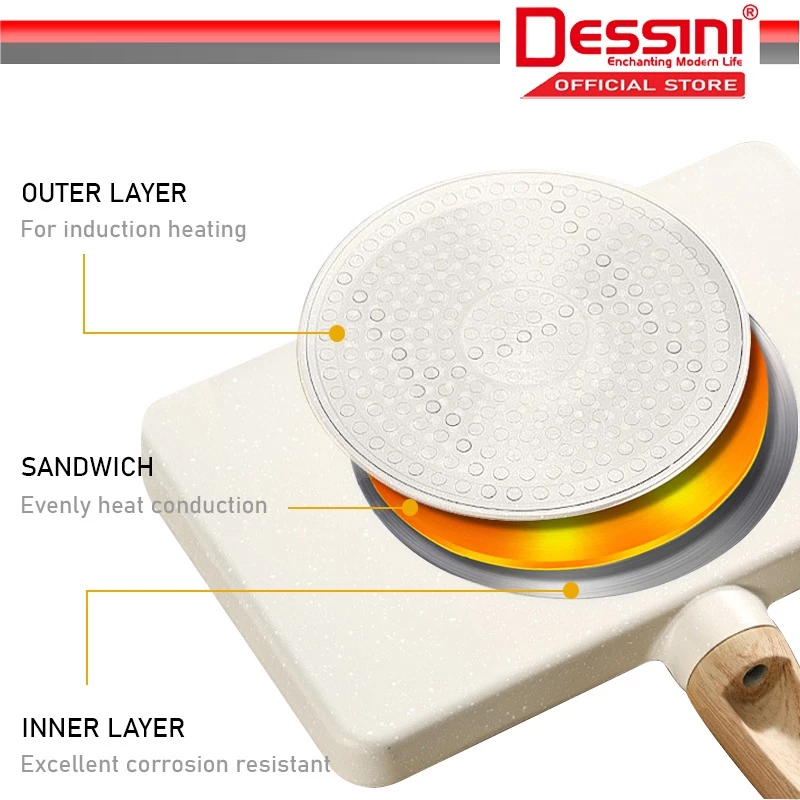 DESSINI®
Enchanting Modern Life
OFFICIAL STORE
OUTER LAYER
For induction heating
SANDWICH
Evenly heat conduction
INNER LAYER
Excellent corrosion resistant